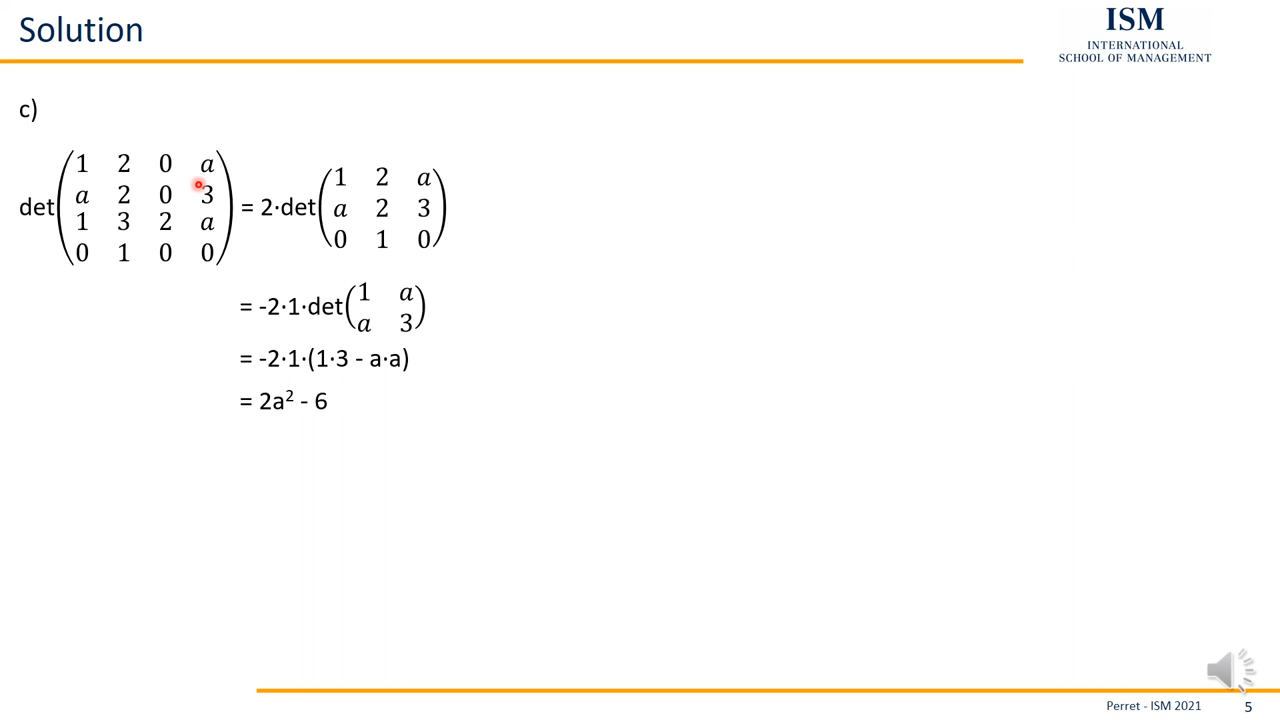 Solution
ISM
INTERNATIONAL
SCHOOL OF MANAGEMENT
c)
det(1 2 0 a
a 2 0 3
1 3 2 a
0 1 0 0) = 2·det(1 2 a
a 2 3
0 1 0)
= -2·1·det(1 a
a 3)
= -2·1·(1·3 - a·a)
= 2a² - 6
Perret - ISM 2021
5